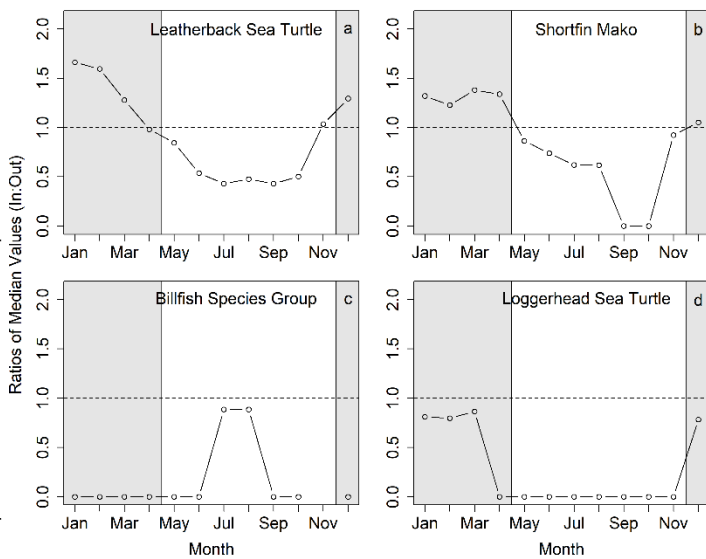 Leatherback Sea Turtle a
0.0 0.5 1.0 1.5 2.0
Jan Mar May Jul Sep Nov
Shortfin Mako b
0.0 0.5 1.0 1.5 2.0
Jan Mar May Jul Sep Nov
Billfish Species Group c
0.0 0.5 1.0 1.5 2.0
Jan Mar May Jul Sep Nov
Month
Loggerhead Sea Turtle d
0.0 0.5 1.0 1.5 2.0
Jan Mar May Jul Sep Nov
Month
Ratios of Median Values (In:Out)